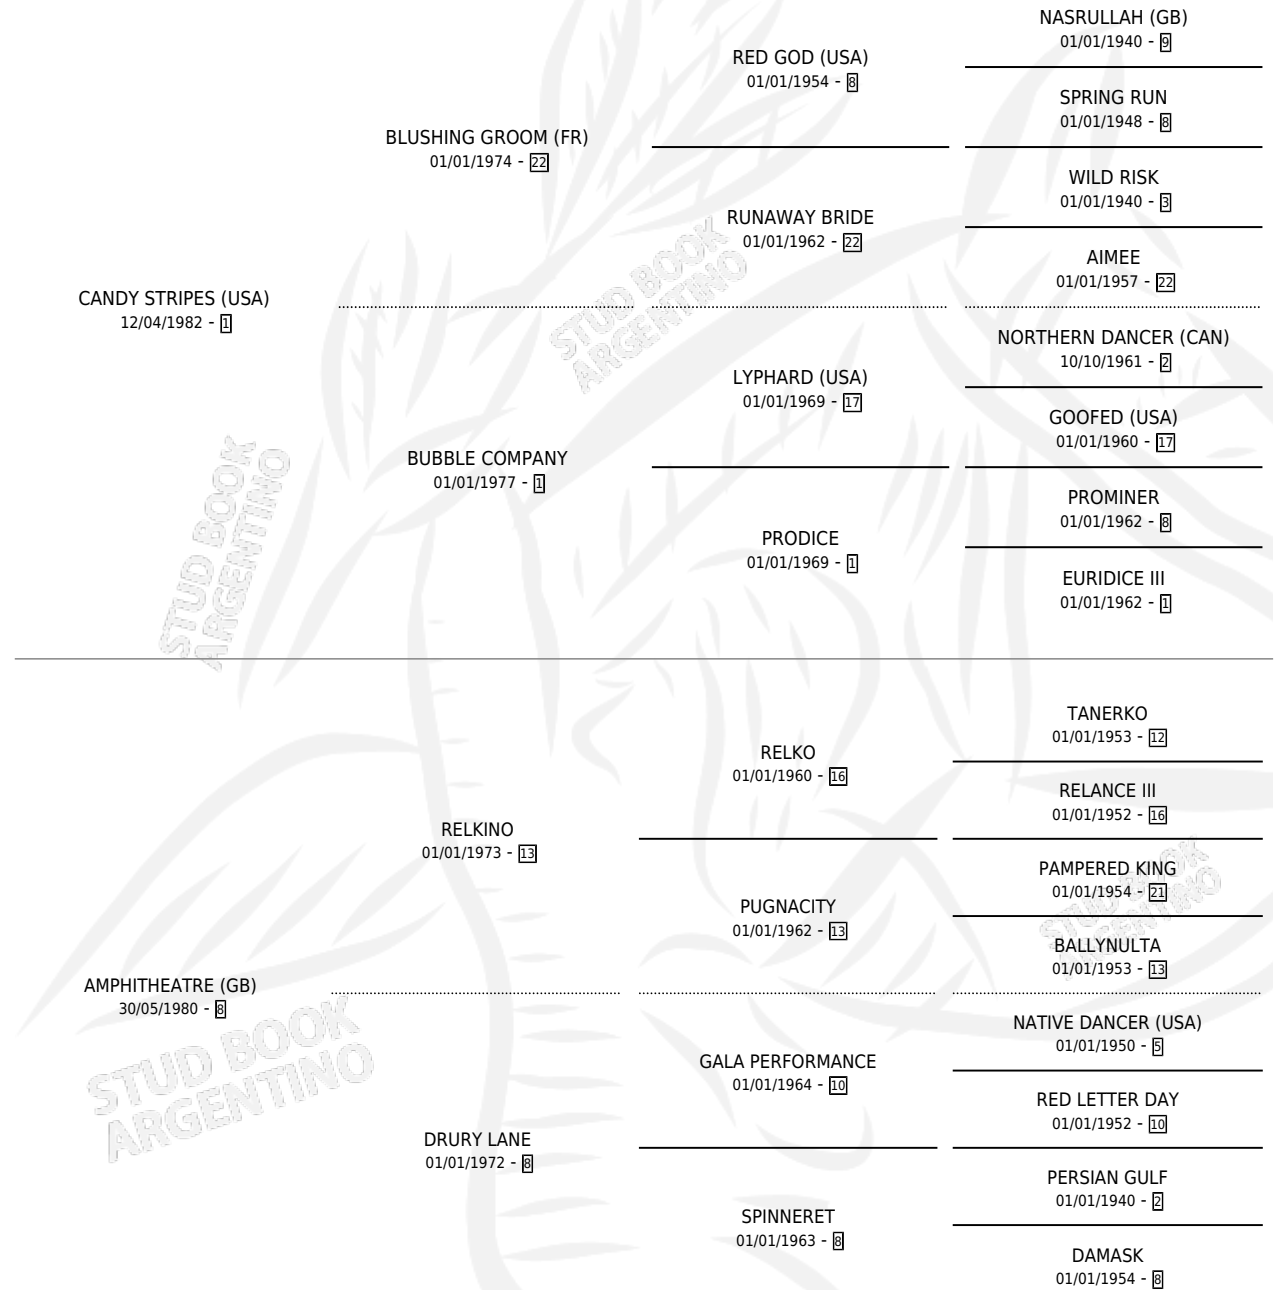 NASRULLAH (GB)
01/01/1940 - 9
RED GOD (USA)
01/01/1954 - 8
SPRING RUN
01/01/1948 - 8
BLUSHING GROOM (FR)
01/01/1974 - 22
WILD RISK
01/01/1940 - 3
RUNAWAY BRIDE
01/01/1962 - 22
AIMEE
01/01/1957 - 22
CANDY STRIPES (USA)
12/04/1982 - 1
NORTHERN DANCER (CAN)
10/10/1961 - 2
LYPHARD (USA)
01/01/1969 - 17
GOOFED (USA)
01/01/1960 - 17
BUBBLE COMPANY
01/01/1977 - 1
PROMINER
01/01/1962 - 8
PRODICE
01/01/1969 - 1
EURIDICE III
01/01/1962 - 1
STUD BOOK
ARGENTINO
STUD BOOK
ARGENTINO
TANERKO
01/01/1953 - 12
RELKO
01/01/1960 - 16
RELANCE III
01/01/1952 - 16
RELKINO
01/01/1973 - 13
PAMPERED KING
01/01/1954 - 21
PUGNACITY
01/01/1962 - 13
BALLYNULTA
01/01/1953 - 13
STUD BOOK
ARGENTINO
AMPHITHEATRE (GB)
30/05/1980 - 8
NATIVE DANCER (USA)
01/01/1950 - 5
GALA PERFORMANCE
01/01/1964 - 10
RED LETTER DAY
01/01/1952 - 10
STUD BOOK
ARGENTINO
DRURY LANE
01/01/1972 - 8
PERSIAN GULF
01/01/1940 - 2
SPINNERET
01/01/1963 - 8
DAMASK
01/01/1954 - 8